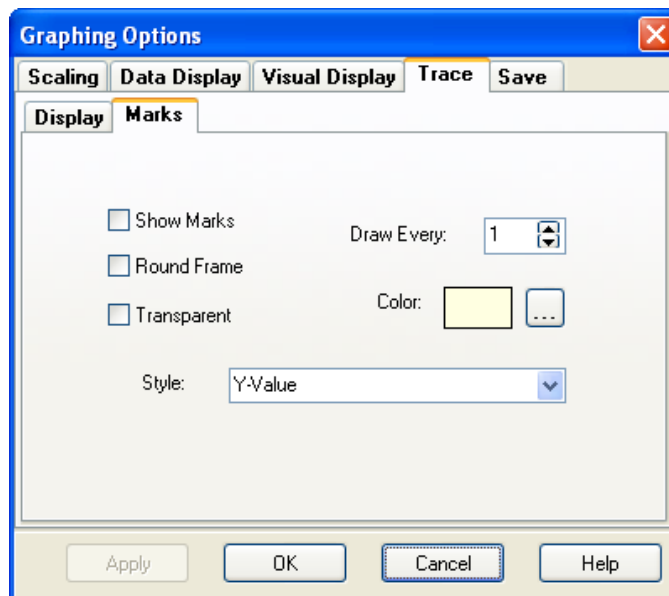 Graphing Options
Scaling Data Display Visual Display Trace Save
Display Marks
Show Marks Draw Every: 1
Round Frame
Color: ...
Transparent
Style: Y-Value
Apply OK Cancel Help